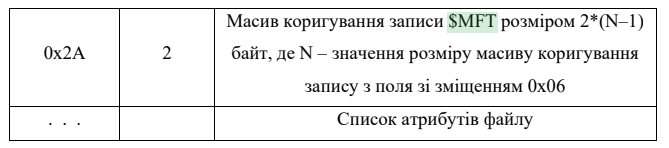 Масив коригування записи $MFT розміром 2*(N–1)
0x2A 2 байт, де N – значення розміру масиву коригування
запису з поля зі зміщенням 0x06
. . . Список атрибутів файлу